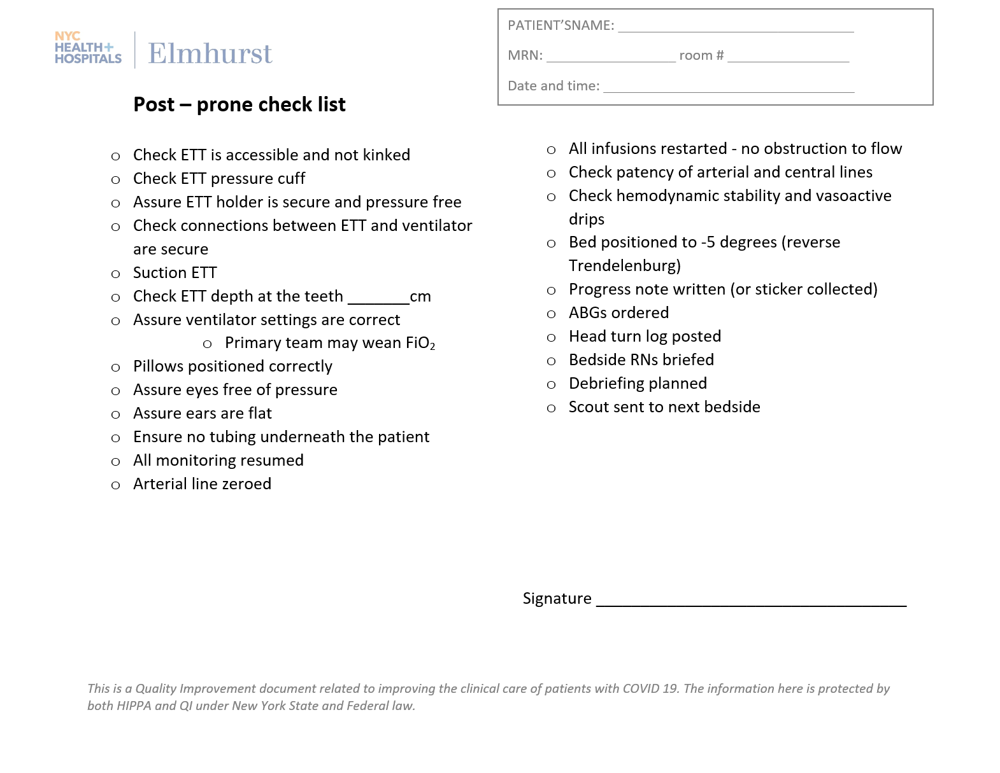 NYC
HEALTH+
HOSPITALS
Elmhurst
PATIENT’SNAME: ________________________________
MRN: _________________ room # ________________
Date and time: __________________________________
Post – prone check list
o Check ETT is accessible and not kinked
o Check ETT pressure cuff
o Assure ETT holder is secure and pressure free
o Check connections between ETT and ventilator
are secure
o Suction ETT
o Check ETT depth at the teeth _______cm
o Assure ventilator settings are correct
o Primary team may wean FiO₂
o Pillows positioned correctly
o Assure eyes free of pressure
o Assure ears are flat
o Ensure no tubing underneath the patient
o All monitoring resumed
o Arterial line zeroed
o All infusions restarted - no obstruction to flow
o Check patency of arterial and central lines
o Check hemodynamic stability and vasoactive
drips
o Bed positioned to -5 degrees (reverse
Trendelenburg)
o Progress note written (or sticker collected)
o ABGs ordered
o Head turn log posted
o Bedside RNs briefed
o Debriefing planned
o Scout sent to next bedside
Signature ___________________________________
This is a Quality Improvement document related to improving the clinical care of patients with COVID 19. The information here is protected by
both HIPPA and QI under New York State and Federal law.